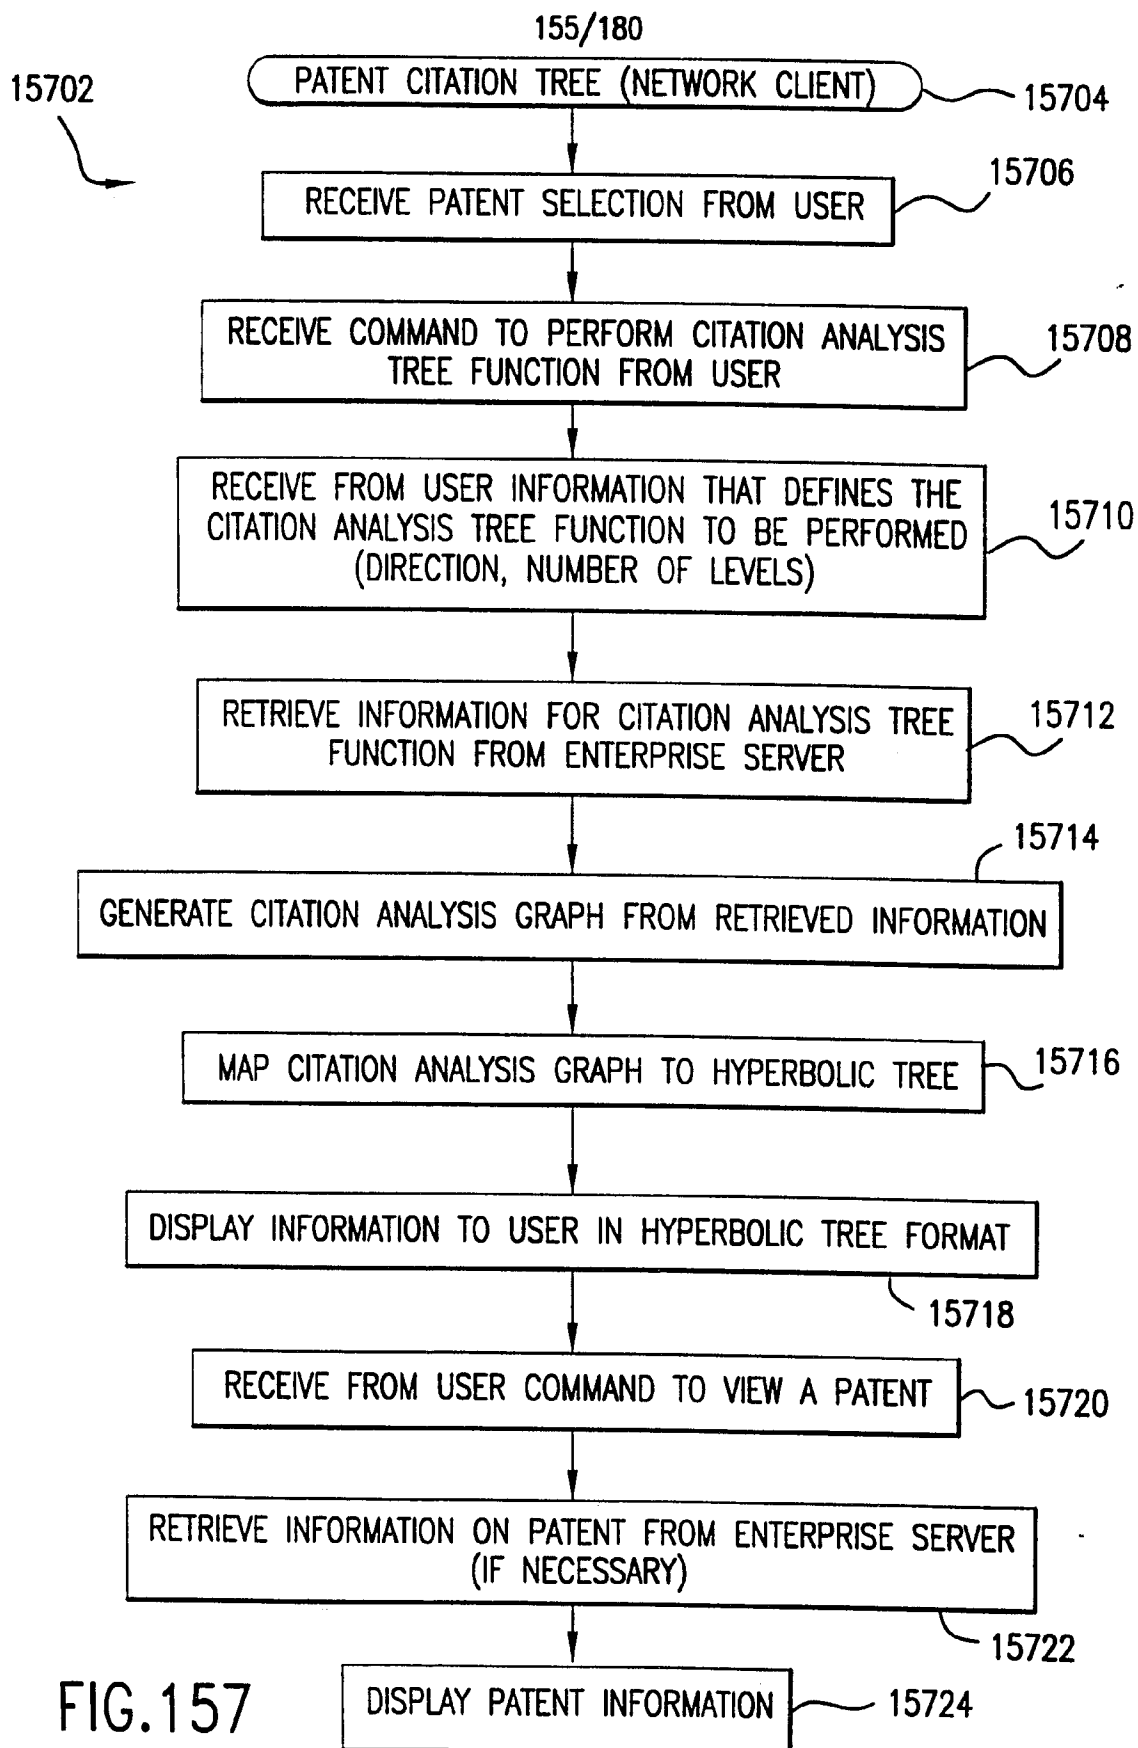 155/180
15702
PATENT CITATION TREE (NETWORK CLIENT)
15704
RECEIVE PATENT SELECTION FROM USER
15706
RECEIVE COMMAND TO PERFORM CITATION ANALYSIS
TREE FUNCTION FROM USER
15708
RECEIVE FROM USER INFORMATION THAT DEFINES THE
CITATION ANALYSIS TREE FUNCTION TO BE PERFORMED
(DIRECTION, NUMBER OF LEVELS)
15710
RETRIEVE INFORMATION FOR CITATION ANALYSIS TREE
FUNCTION FROM ENTERPRISE SERVER
15712
15714
GENERATE CITATION ANALYSIS GRAPH FROM RETRIEVED INFORMATION
MAP CITATION ANALYSIS GRAPH TO HYPERBOLIC TREE
15716
DISPLAY INFORMATION TO USER IN HYPERBOLIC TREE FORMAT
15718
RECEIVE FROM USER COMMAND TO VIEW A PATENT
15720
RETRIEVE INFORMATION ON PATENT FROM ENTERPRISE SERVER
(IF NECESSARY)
15722
DISPLAY PATENT INFORMATION
15724
FIG.157